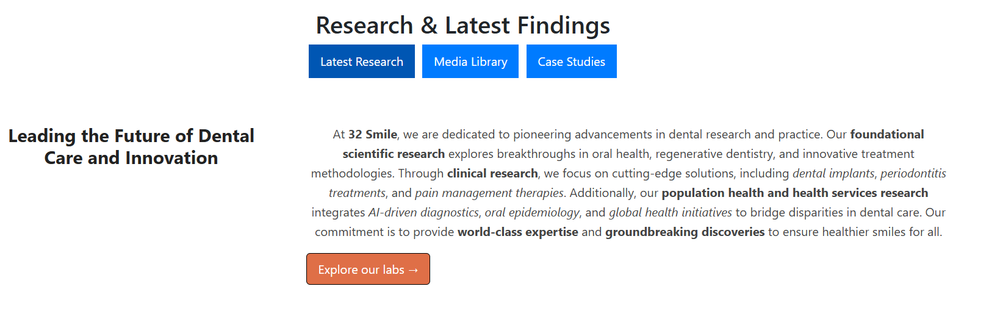 Research & Latest Findings
Latest Research
Media Library
Case Studies
Leading the Future of Dental
Care and Innovation
At 32 Smile, we are dedicated to pioneering advancements in dental research and practice. Our foundational
scientific research explores breakthroughs in oral health, regenerative dentistry, and innovative treatment
methodologies. Through clinical research, we focus on cutting-edge solutions, including dental implants, periodontitis
treatments, and pain management therapies. Additionally, our population health and health services research
integrates AI-driven diagnostics, oral epidemiology, and global health initiatives to bridge disparities in dental care. Our
commitment is to provide world-class expertise and groundbreaking discoveries to ensure healthier smiles for all.
Explore our labs →